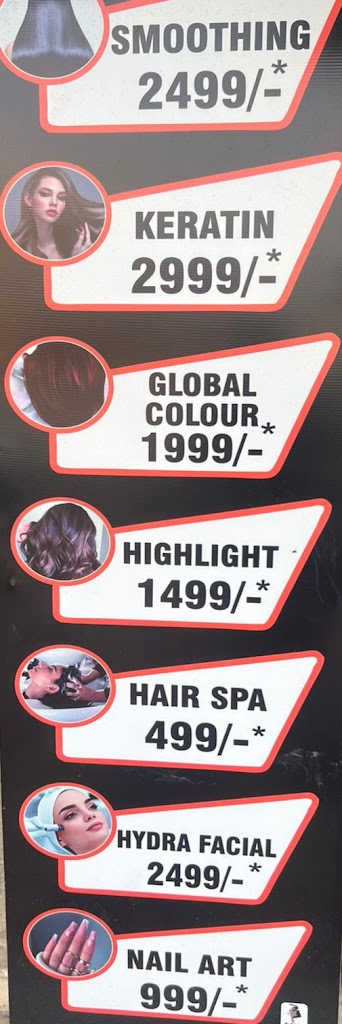 SMOOTHING
2499/-*
KERATIN
2999/-*
GLOBAL
COLOUR
1999/-*
HIGHLIGHT
1499/-*
HAIR SPA
499/-*
HYDRA FACIAL
2499/-*
NAIL ART
999/-*